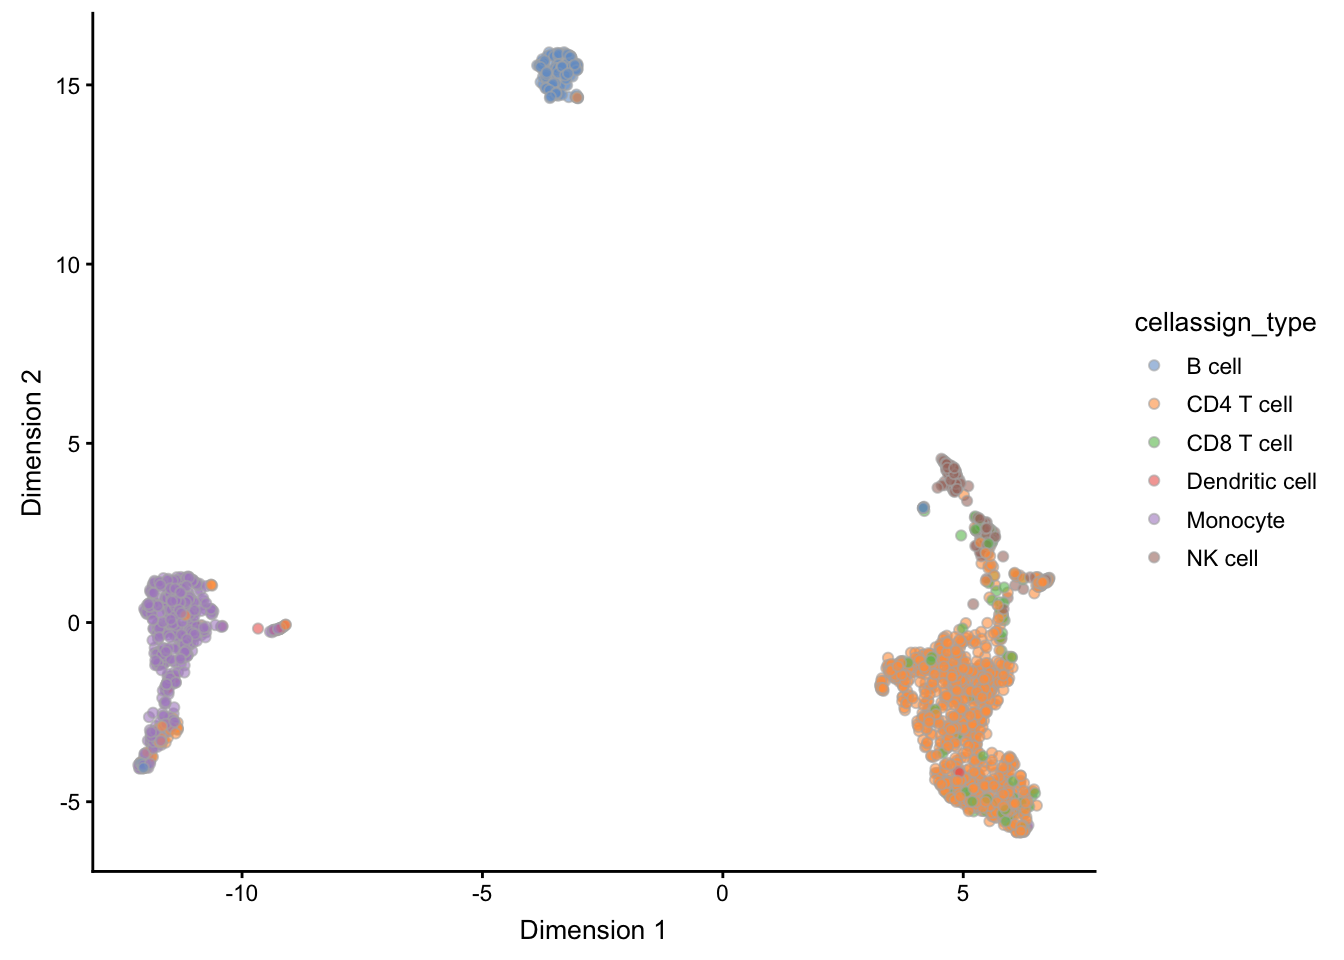 15
10
5
0
-5
-10
-5
0
5
Dimension 1
Dimension 2
cellassign_type
B cell
CD4 T cell
CD8 T cell
Dendritic cell
Monocyte
NK cell